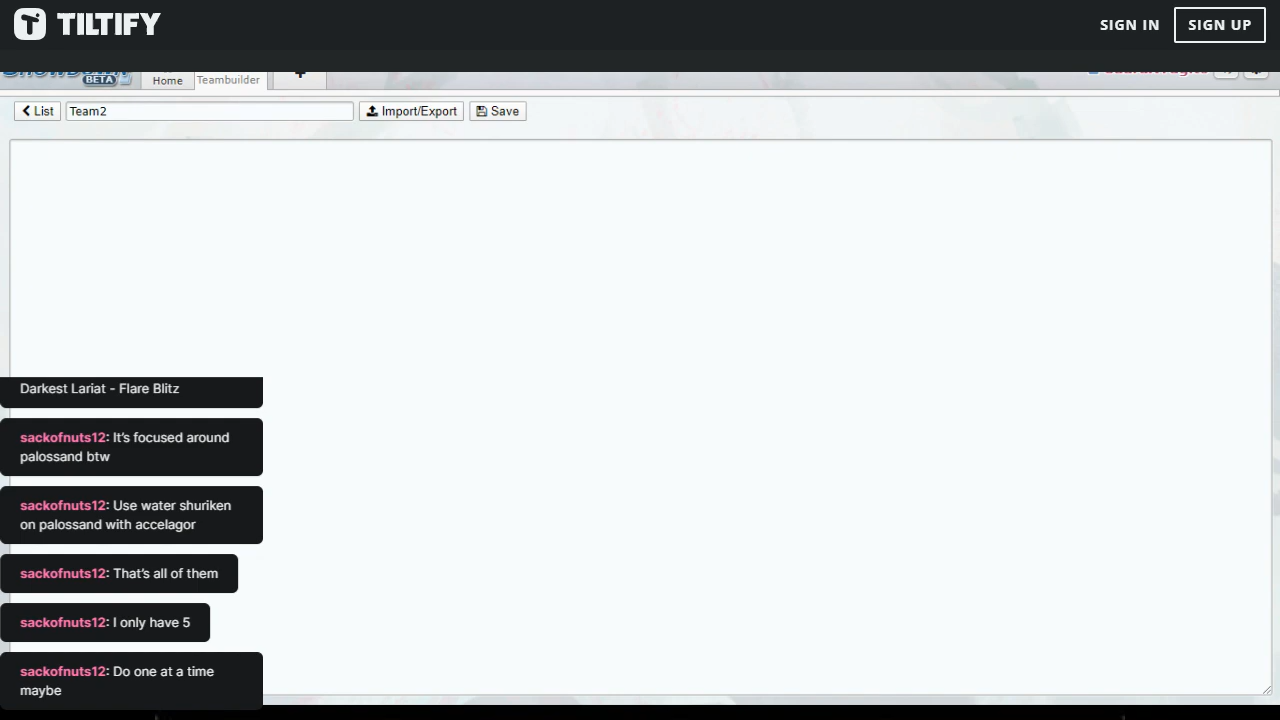 TILTIFY
SIGN IN
SIGN UP
BETA
Home
Teambuilder
List
Team2
Import/Export
Save
Darkest Lariat - Flare Blitz
sackofnuts12: It's focused around
palossand btw
sackofnuts12: Use water shuriken
on palossand with accelagor
sackofnuts12: That's all of them
sackofnuts12: I only have 5
sackofnuts12: Do one at a time
maybe